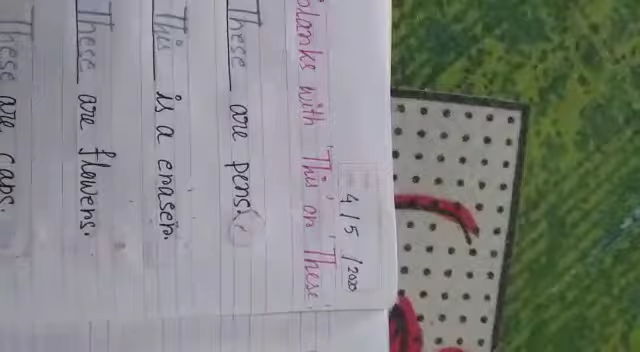 4/5/2020
blanks with 'This' or 'These'.
These are pens.
This is a eraser.
These are flowers.
These are caps.